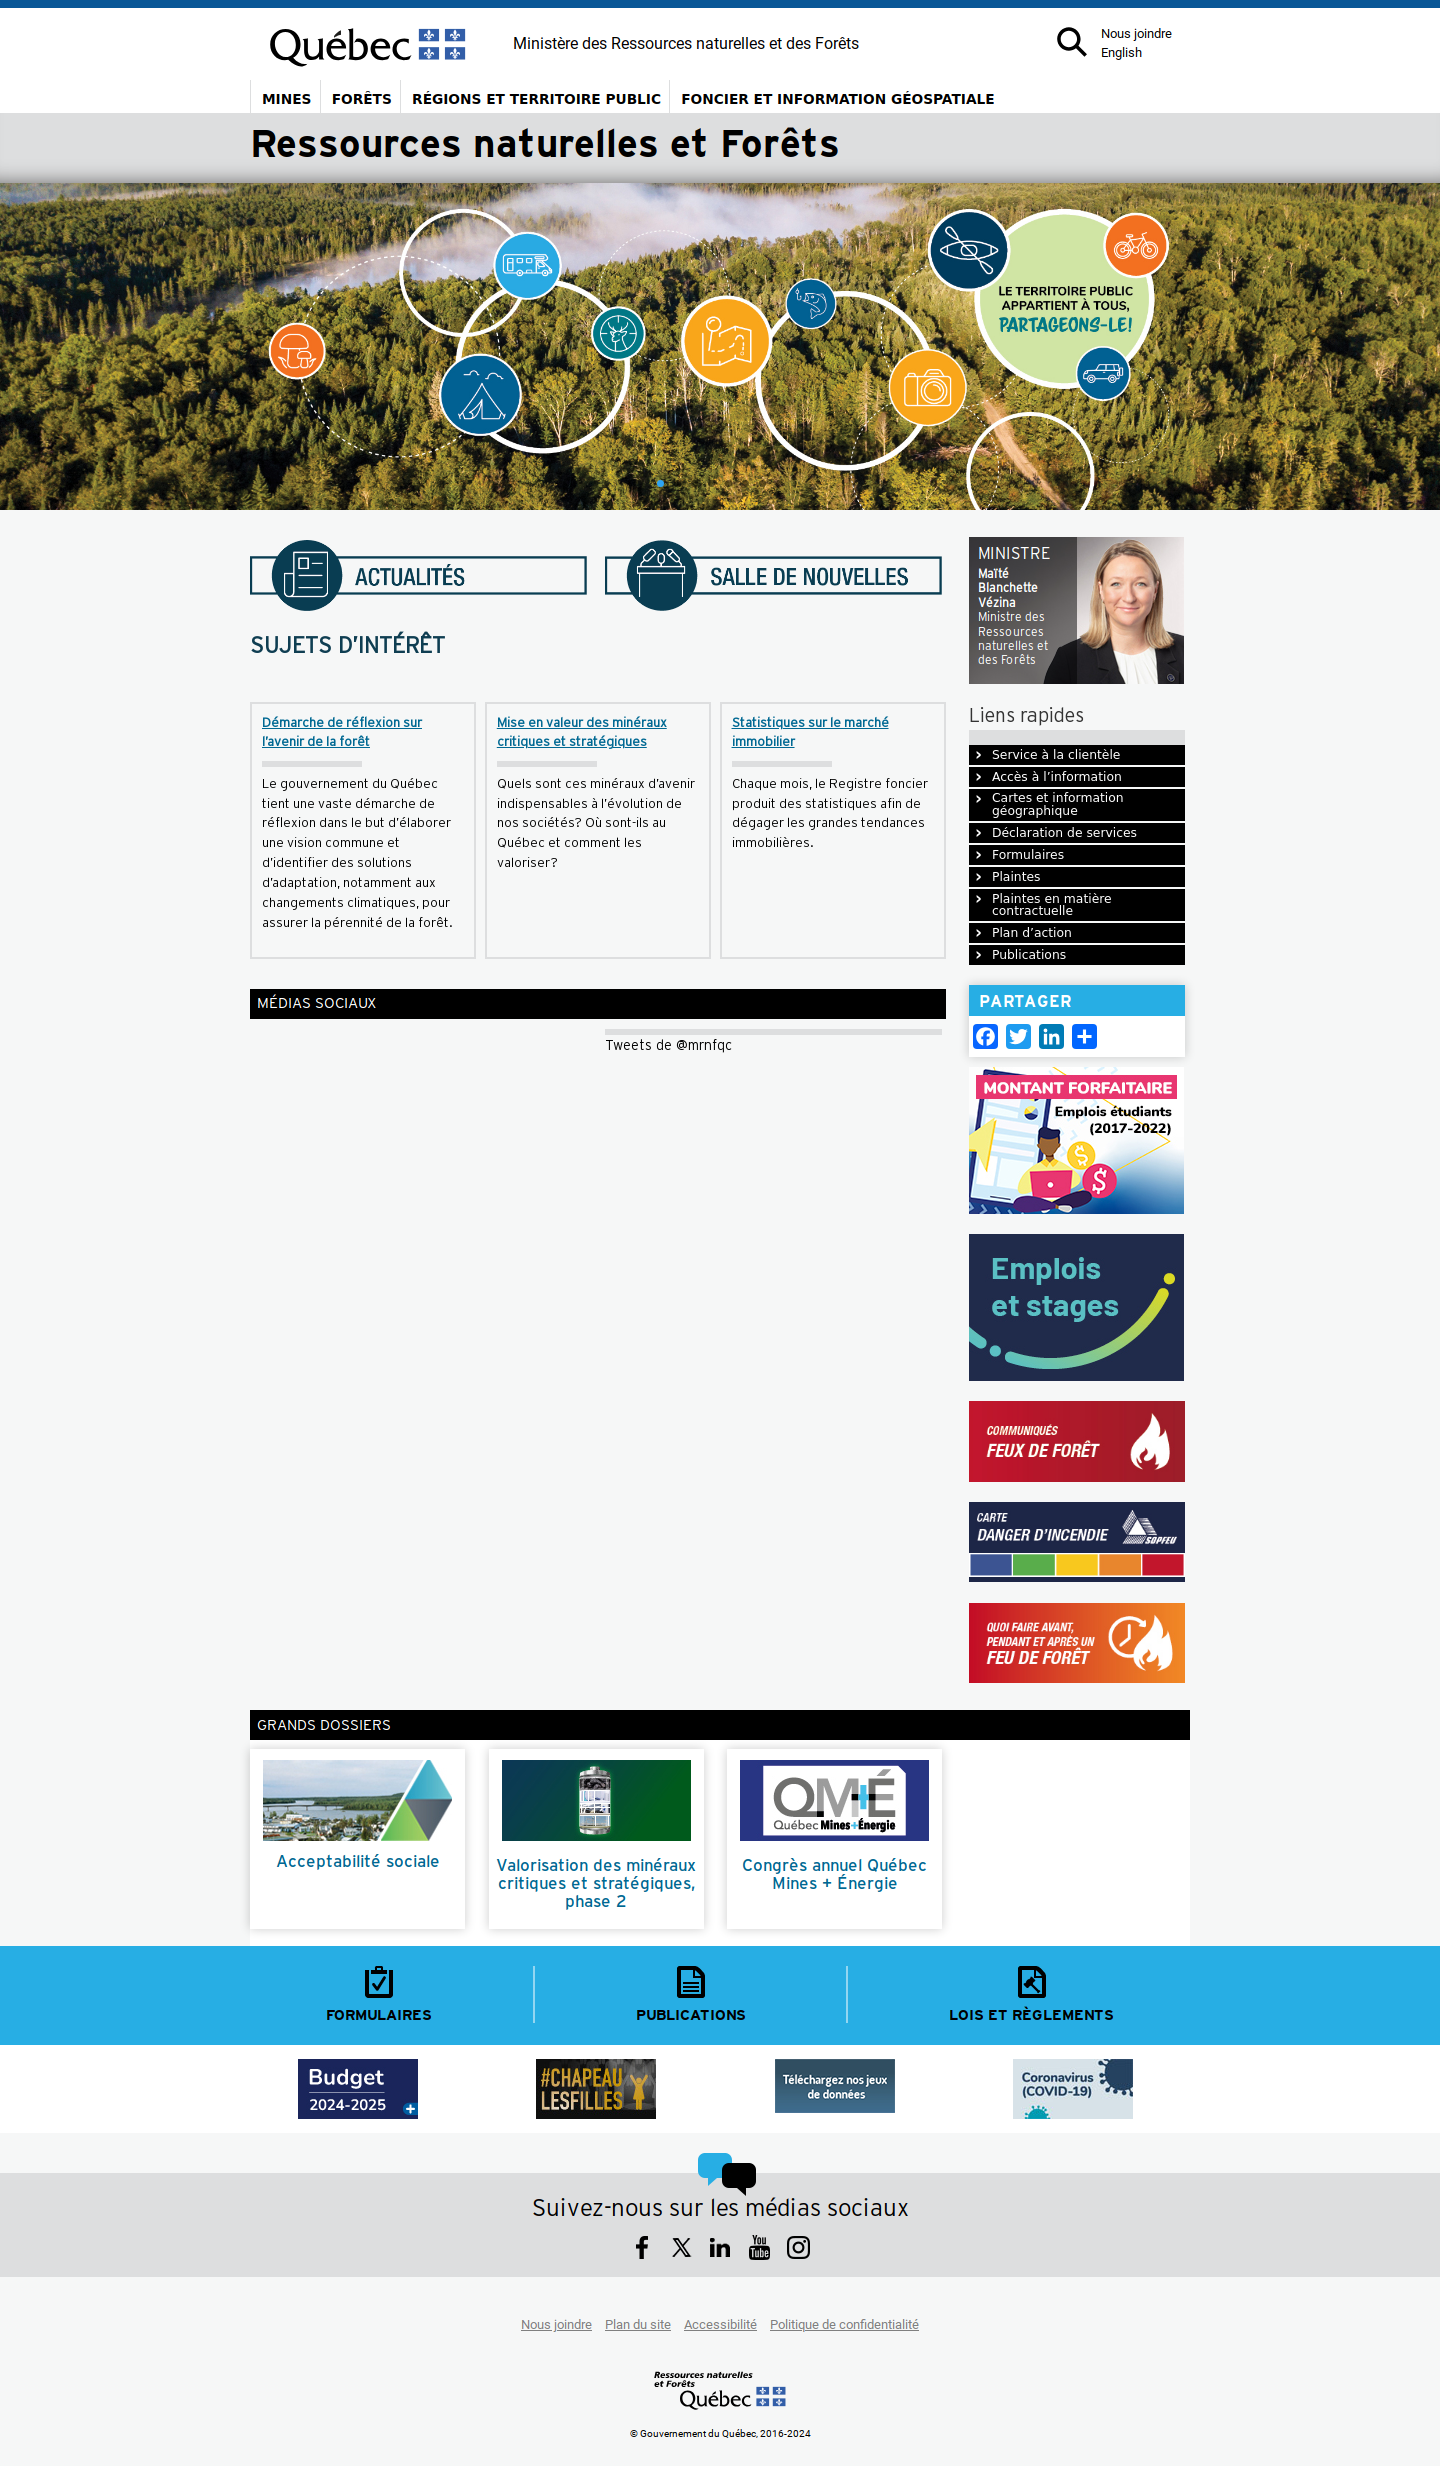 Québec
Ministère des Ressources naturelles et des Forêts
Nous joindre
English
MINES
FORÊTS
RÉGIONS ET TERRITOIRE PUBLIC
FONCIER ET INFORMATION GÉOSPATIALE
Ressources naturelles et Forêts
LE TERRITOIRE PUBLIC
APPARTIENT À TOUS,
PARTAGEONS-LE!
ACTUALITÉS
SALLE DE NOUVELLES
SUJETS D'INTÉRÊT
Démarche de réflexion sur
l'avenir de la forêt
Le gouvernement du Québec
tient une vaste démarche de
réflexion dans le but d'élaborer
une vision commune et
d'identifier des solutions
d'adaptation, notamment aux
changements climatiques, pour
assurer la pérennité de la forêt.
Mise en valeur des minéraux
critiques et stratégiques
Quels sont ces minéraux d'avenir
indispensables à l'évolution de
nos sociétés? Où sont-ils au
Québec et comment les
valoriser?
Statistiques sur le marché
immobilier
Chaque mois, le Registre foncier
produit des statistiques afin de
dégager les grandes tendances
immobilières.
MÉDIAS SOCIAUX
Tweets de @mrnfqc
MINISTRE
Maïté
Blanchette
Vézina
Ministre des
Ressources
naturelles et
des Forêts
Liens rapides
Service à la clientèle
Accès à l'information
Cartes et information
géographique
Déclaration de services
Formulaires
Plaintes
Plaintes en matière
contractuelle
Plan d'action
Publications
PARTAGER
MONTANT FORFAITAIRE
Emplois étudiants
(2017-2022)
Emplois
et stages
COMMUNIQUÉS
FEUX DE FORÊT
CARTE
DANGER D'INCENDIE
SOPFEU
QUOI FAIRE AVANT,
PENDANT ET APRÈS UN
FEU DE FORÊT
GRANDS DOSSIERS
Acceptabilité sociale
Valorisation des minéraux
critiques et stratégiques,
phase 2
QM+É
Québec Mines+Énergie
Congrès annuel Québec
Mines + Énergie
FORMULAIRES
PUBLICATIONS
LOIS ET RÈGLEMENTS
Budget
2024-2025
#CHAPEAU
LESFILLES
Téléchargez nos jeux
de données
Coronavirus
(COVID-19)
Suivez-nous sur les médias sociaux
You
Tube
Nous joindre
Plan du site
Accessibilité
Politique de confidentialité
Ressources naturelles
et Forêts
Québec
© Gouvernement du Québec, 2016-2024